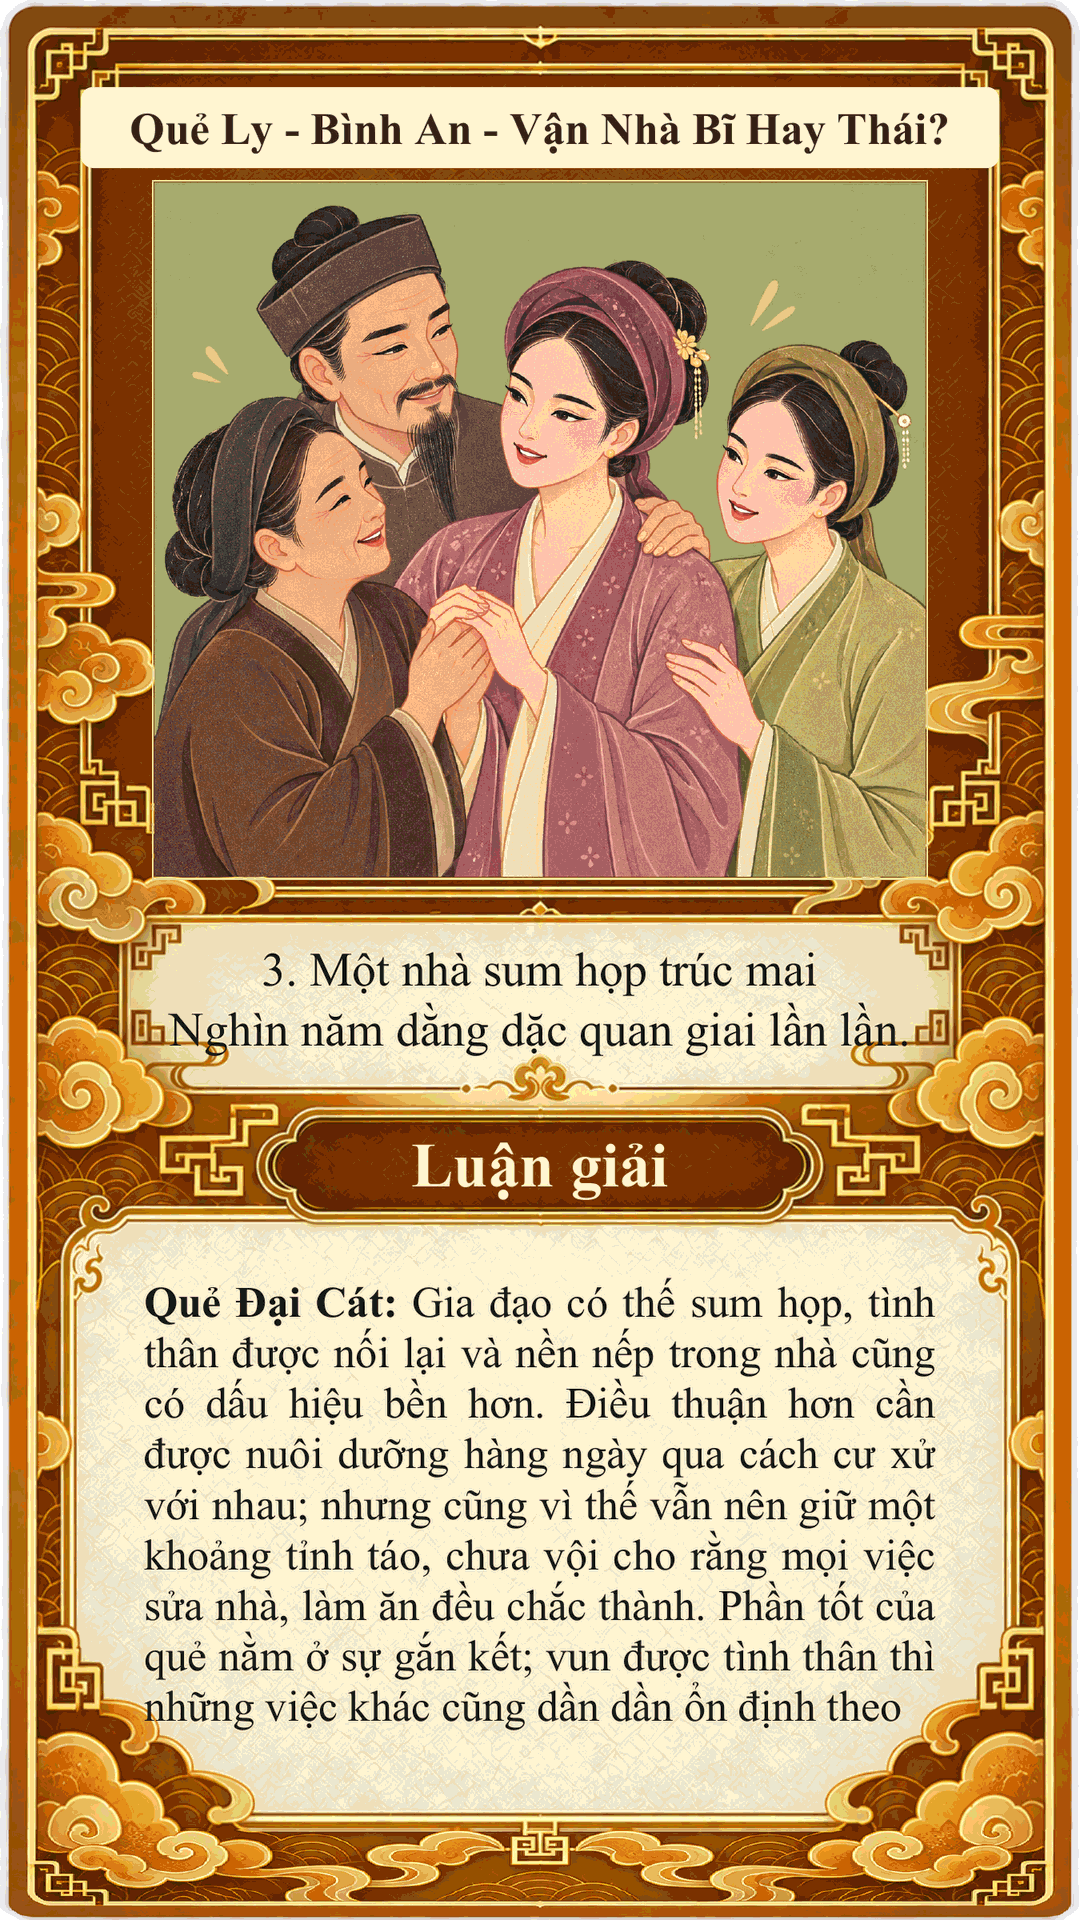 Quẻ Ly - Bình An - Vận Nhà Bĩ Hay Thái?
3. Một nhà sum họp trúc mai
Nghìn năm dằng dặc quan giai lần lần.
Luận giải
Quẻ Đại Cát: Gia đạo có thế sum họp, tình
thân được nối lại và nền nếp trong nhà cũng
có dấu hiệu bền hơn. Điều thuận hơn cần
được nuôi dưỡng hàng ngày qua cách cư xử
với nhau; nhưng cũng vì thế vẫn nên giữ một
khoảng tỉnh táo, chưa vội cho rằng mọi việc
sửa nhà, làm ăn đều chắc thành. Phần tốt của
quẻ nằm ở sự gắn kết; vun được tình thân thì
những việc khác cũng dần dần ổn định theo